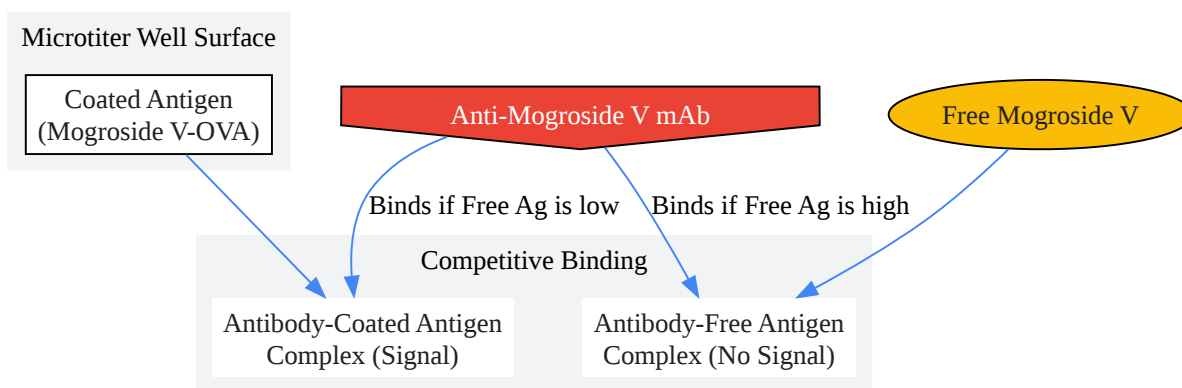 Microtiter Well Surface
Coated Antigen
(Mogroside V-OVA)
Anti-Mogroside V mAb
Free Mogroside V
Binds if Free Ag is low
Binds if Free Ag is high
Competitive Binding
Antibody-Coated Antigen
Complex (Signal)
Antibody-Free Antigen
Complex (No Signal)